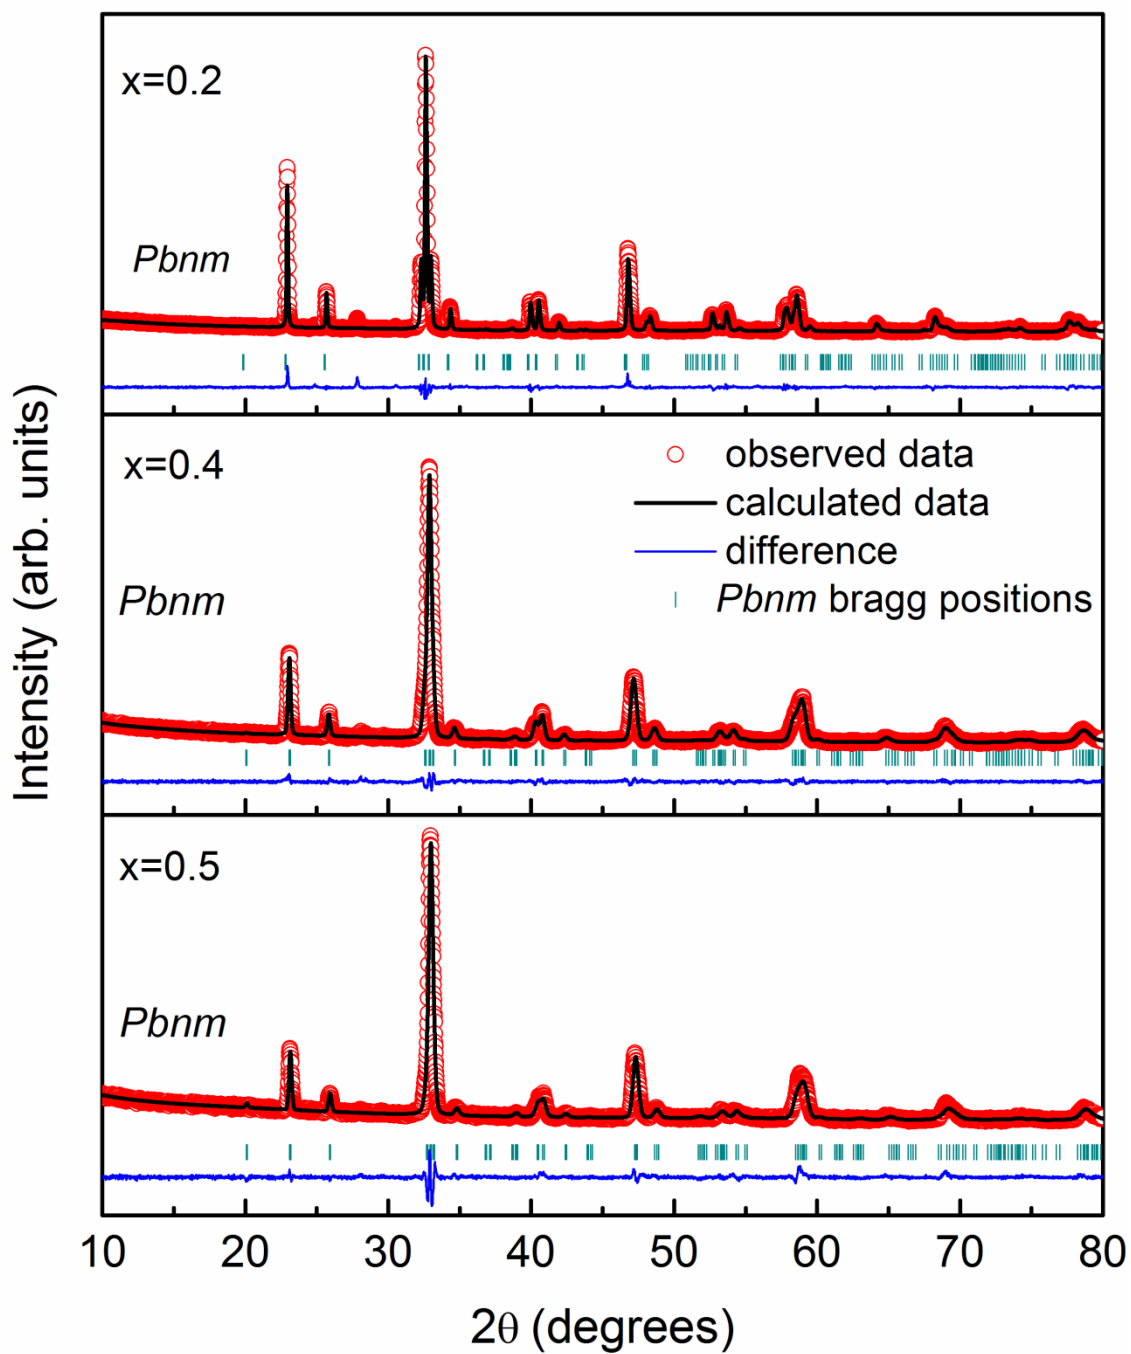 x=0.2
Pbnm
x=0.4
observed data
calculated data
difference
Pbnm
Pbnm bragg positions
x=0.5
Pbnm
Intensity (arb. units)
10 20 30 40 50 60 70 80
2θ (degrees)